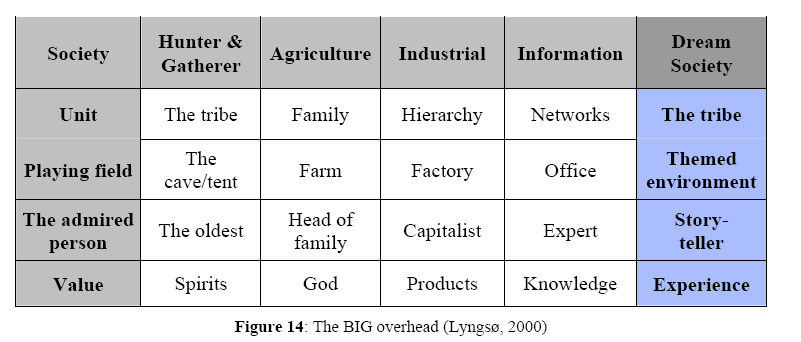 Society Hunter & Gatherer Agriculture Industrial Information Dream Society
Unit The tribe Family Hierarchy Networks The tribe
Playing field The cave/tent Farm Factory Office Themed environment
The admired person The oldest Head of family Capitalist Expert Story-teller
Value Spirits God Products Knowledge Experience
Figure 14: The BIG overhead (Lyngsø, 2000)